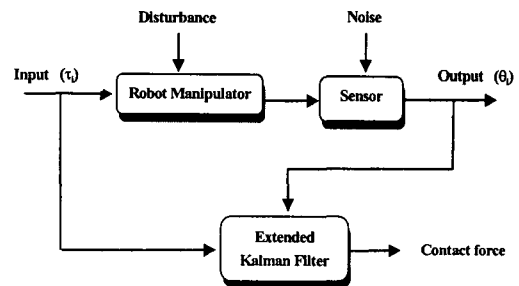 Disturbance
Noise
Input (τᵢ)
Output (θᵢ)
Robot Manipulator
Sensor
Extended
Kalman Filter
Contact force